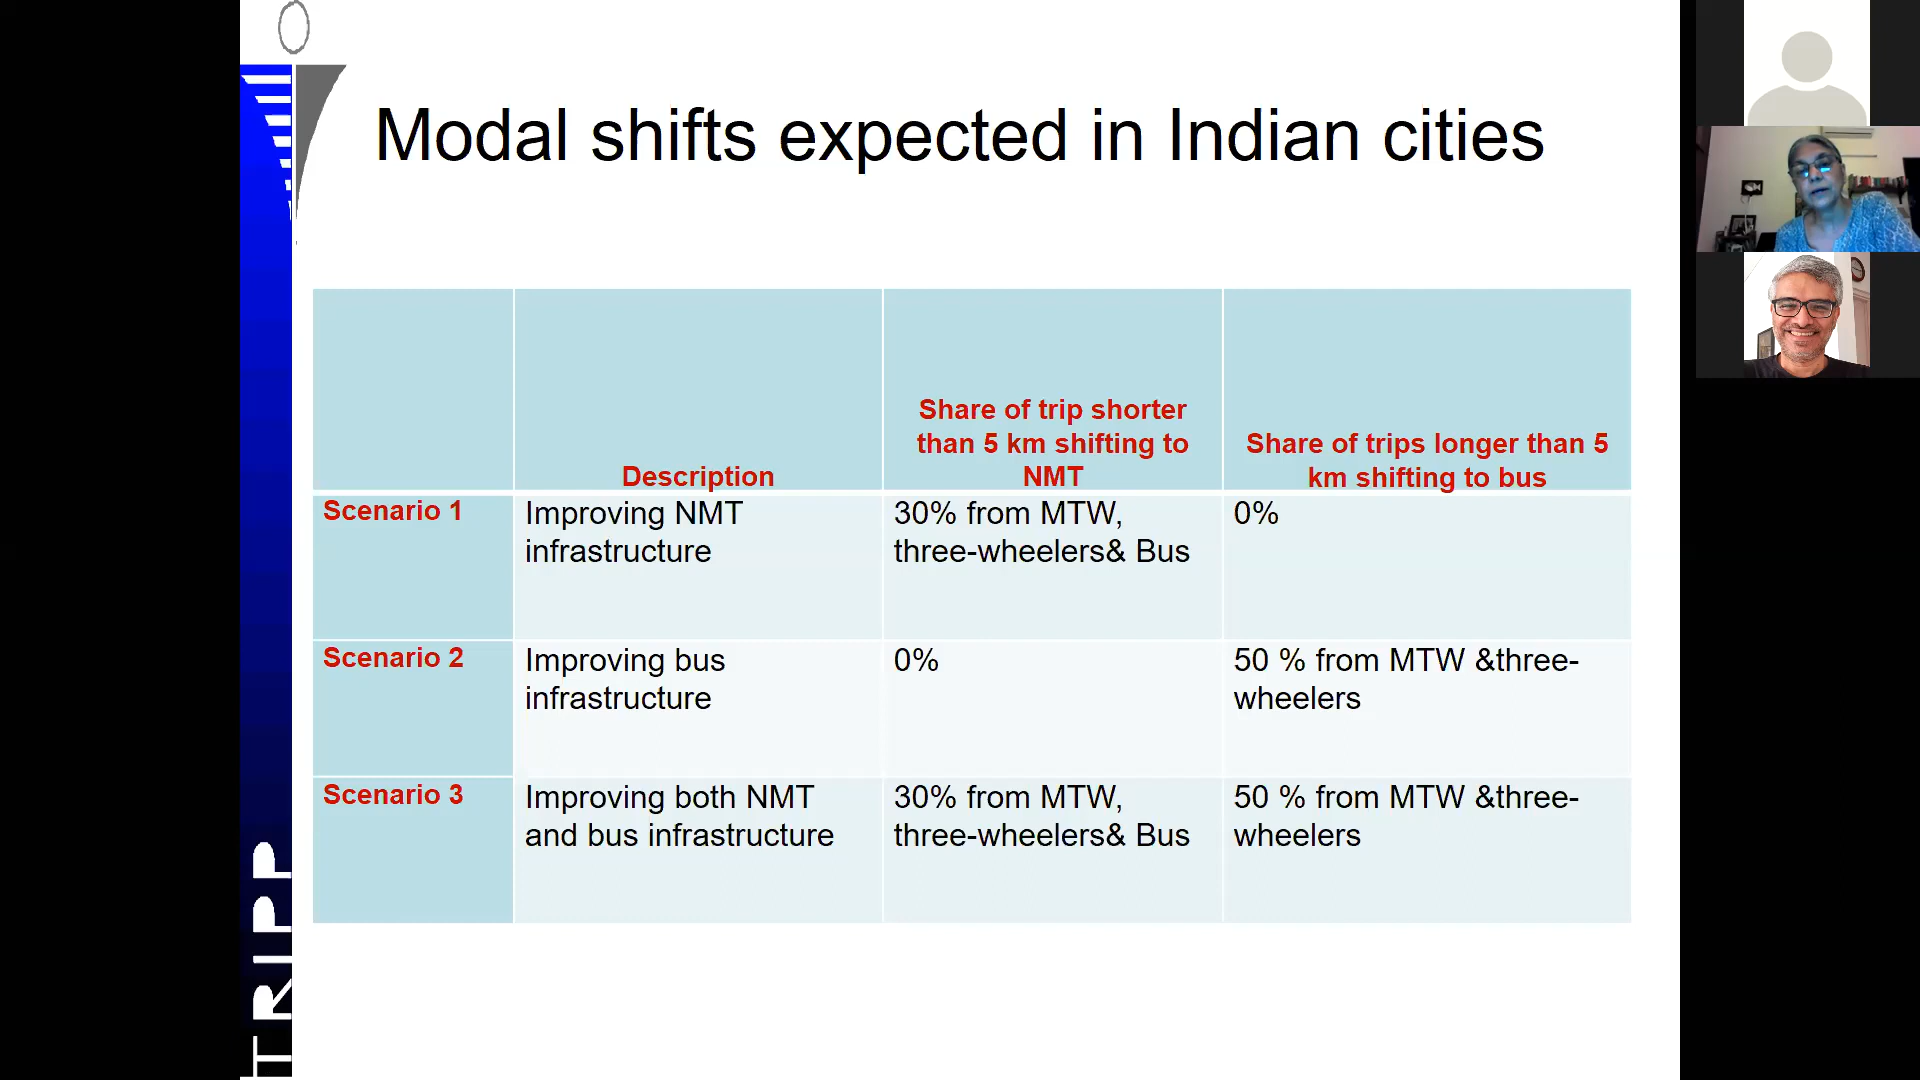 Modal shifts expected in Indian cities
Description
Share of trip shorter
than 5 km shifting to
NMT
Share of trips longer than 5
km shifting to bus
Scenario 1
Improving NMT
infrastructure
30% from MTW,
three-wheelers& Bus
0%
Scenario 2
Improving bus
infrastructure
0%
50 % from MTW &three-
wheelers
Scenario 3
Improving both NMT
and bus infrastructure
30% from MTW,
three-wheelers& Bus
50 % from MTW &three-
wheelers
TRIPP